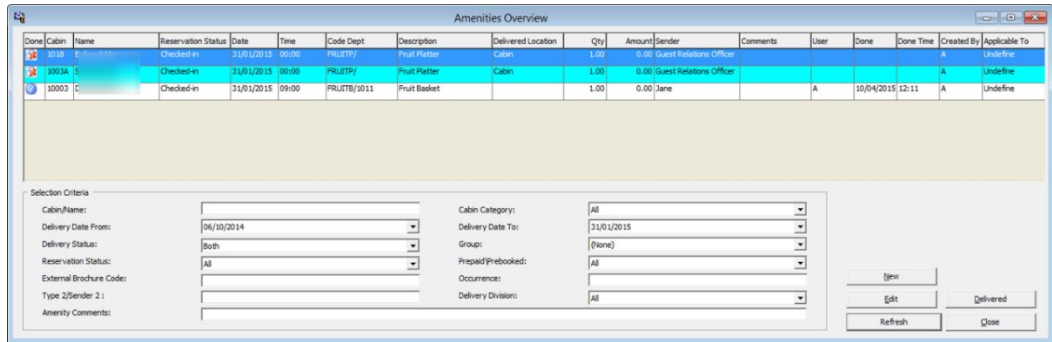 Amenities Overview
Done Cabin Name Reservation Status Date Time Code Dept Description Delivered Location Qty Amount Sender Comments User Done Done Time Created By Applicable To
1018 Checked-in 31/01/2015 00:00 FRUITP/ Fruit Platter Cabin 1.00 0.00 Guest Relations Officer A Undefine
1003A S Checked-in 31/01/2015 00:00 FRUITP/ Fruit Platter Cabin 1.00 0.00 Guest Relations Officer A Undefine
10003 Checked-in 31/01/2015 09:00 FRUITB/1011 Fruit Basket 1.00 0.00 Jane A 10/04/2015 12:11 A Undefine
Selection Criteria
Cabin/Name: Cabin Category: All
Delivery Date From: 06/10/2014 Delivery Date To: 31/01/2015
Delivery Status: Both Group: (None)
Reservation Status: All Prepaid\Prebooked: All
External Brochure Code: Occurrence: New
Type 2/Sender 2 : Delivery Division: All Edit Delivered
Amenity Comments: Refresh Close